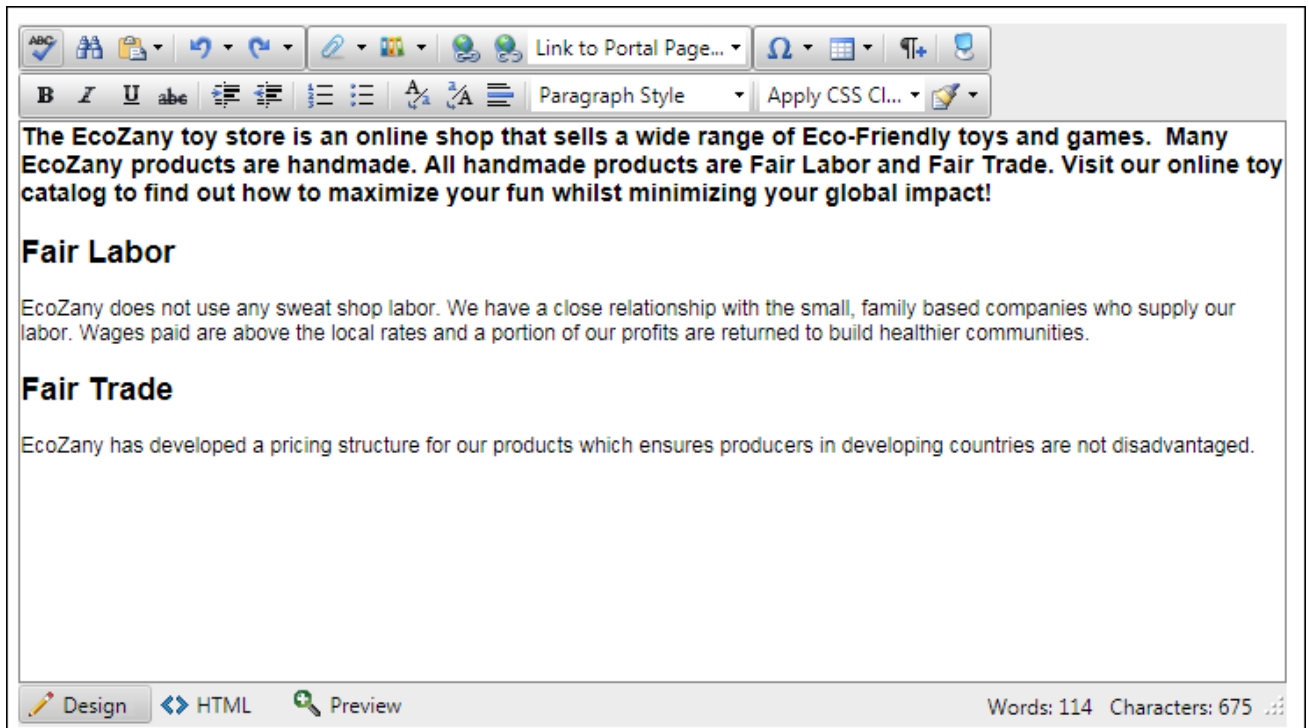 ABC Link to Portal Page... Ω
B I U abc Paragraph Style Apply CSS Cl...
The EcoZany toy store is an online shop that sells a wide range of Eco-Friendly toys and games.  Many
EcoZany products are handmade. All handmade products are Fair Labor and Fair Trade. Visit our online toy
catalog to find out how to maximize your fun whilst minimizing your global impact!
Fair Labor
EcoZany does not use any sweat shop labor. We have a close relationship with the small, family based companies who supply our
labor. Wages paid are above the local rates and a portion of our profits are returned to build healthier communities.
Fair Trade
EcoZany has developed a pricing structure for our products which ensures producers in developing countries are not disadvantaged.
Design HTML Preview Words: 114 Characters: 675